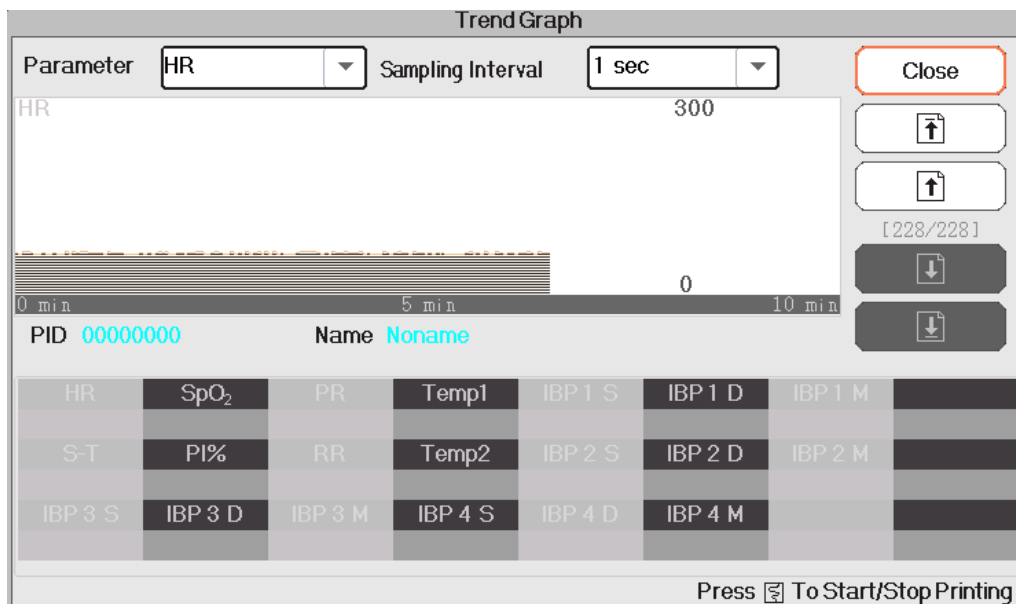 Trend Graph
Parameter HR Sampling Interval 1 sec Close
HR 300
[228/228]
0
0 min 5 min 10 min
PID 00000000 Name Noname
HR SpO₂ PR Temp1 IBP 1 S IBP 1 D IBP 1 M
S-T PI% RR Temp2 IBP 2 S IBP 2 D IBP 2 M
IBP 3 S IBP 3 D IBP 3 M IBP 4 S IBP 4 D IBP 4 M
Press To Start/Stop Printing